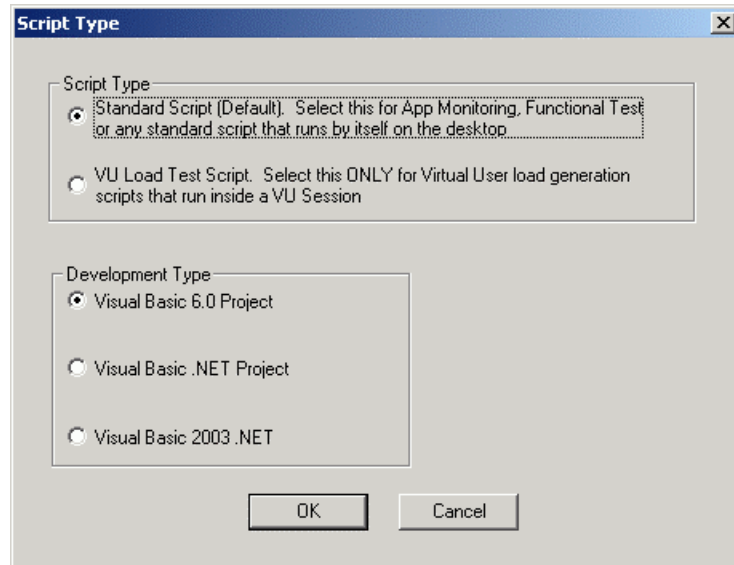 Script Type
Script Type
Standard Script (Default).  Select this for App Monitoring, Functional Test
or any standard script that runs by itself on the desktop
VU Load Test Script.  Select this ONLY for Virtual User load generation
scripts that run inside a VU Session
Development Type
Visual Basic 6.0 Project
Visual Basic .NET Project
Visual Basic 2003 .NET
OK
Cancel